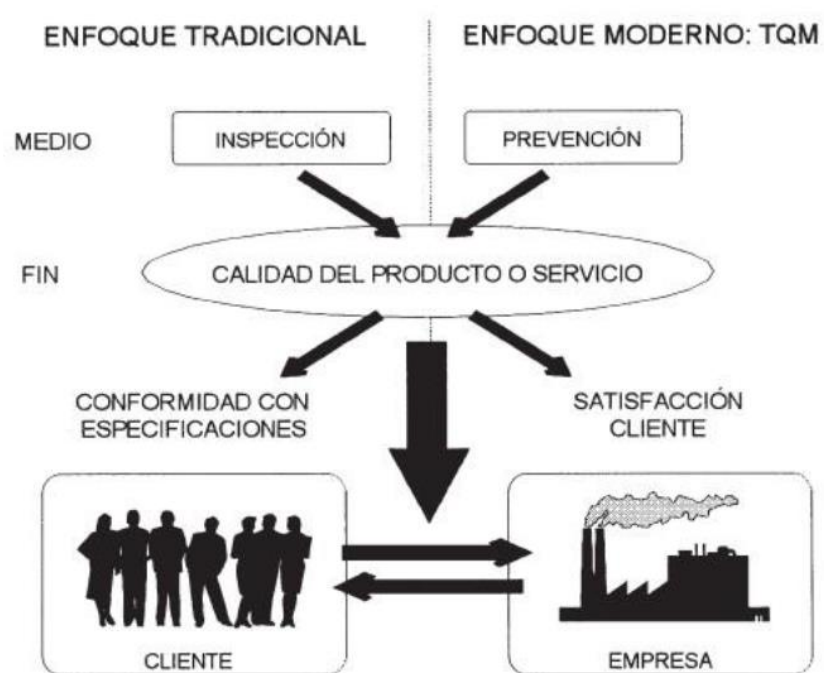 ENFOQUE TRADICIONAL
ENFOQUE MODERNO: TQM
MEDIO
INSPECCIÓN
PREVENCIÓN
FIN
CALIDAD DEL PRODUCTO O SERVICIO
CONFORMIDAD CON
ESPECIFICACIONES
SATISFACCIÓN
CLIENTE
CLIENTE
EMPRESA